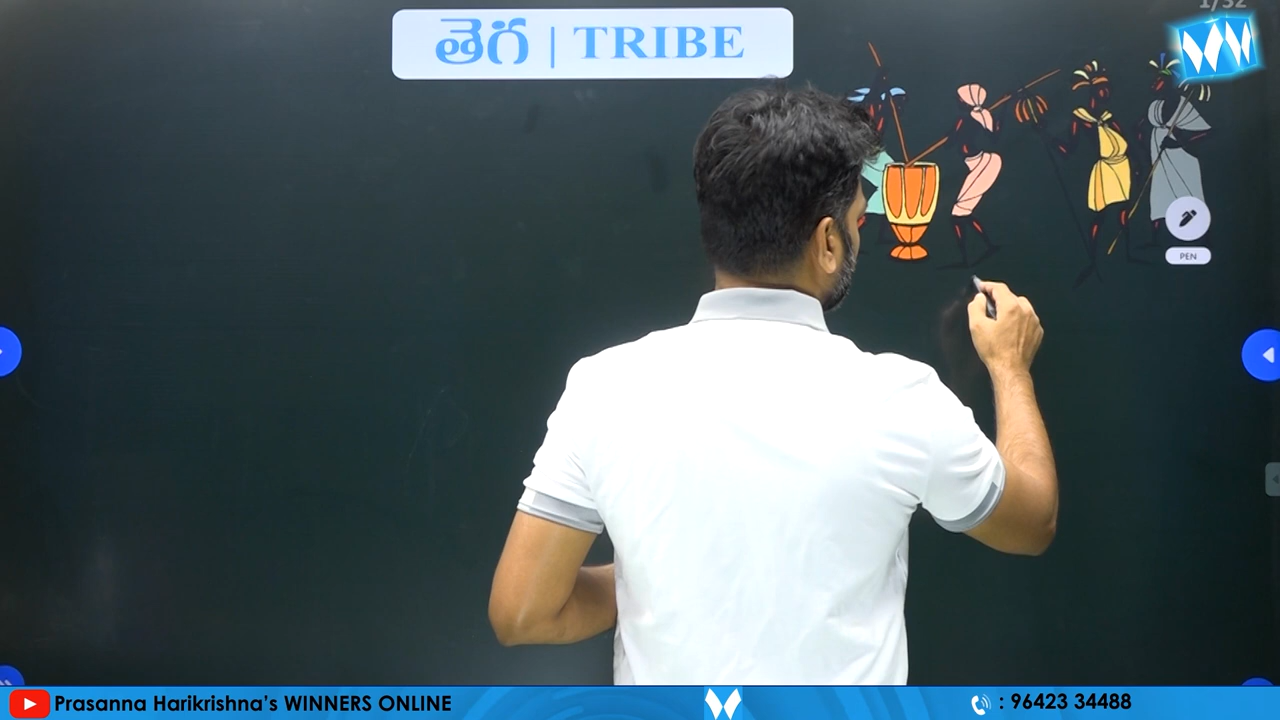 1/32
తెగ | TRIBE
PEN
Prasanna Harikrishna's WINNERS ONLINE
: 96423 34488